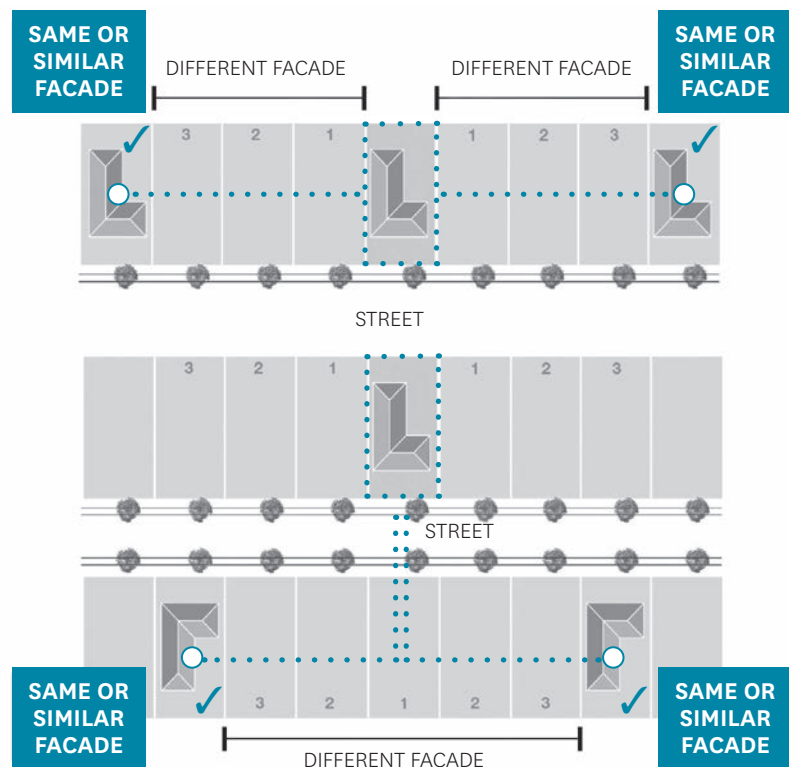 SAME OR
SIMILAR
FACADE
DIFFERENT FACADE
DIFFERENT FACADE
SAME OR
SIMILAR
FACADE
3 2 1 1 2 3
STREET
3 2 1 1 2 3
STREET
SAME OR
SIMILAR
FACADE
3 2 1 2 3
SAME OR
SIMILAR
FACADE
DIFFERENT FACADE